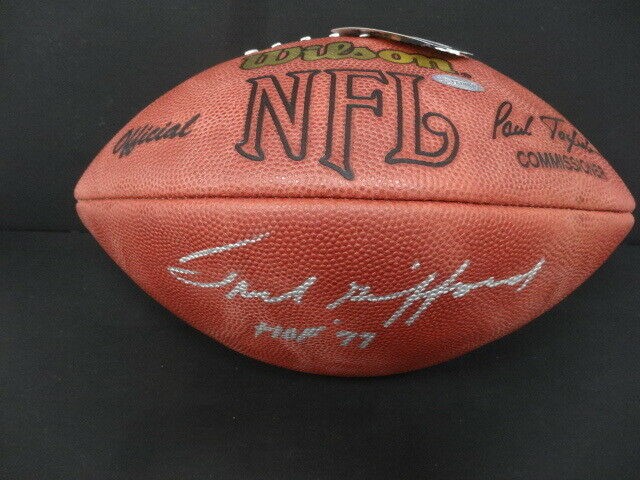 Wilson
NFL
Official
Paul Tagliabue
COMMISSIONER
Frank Gifford
HOF '77